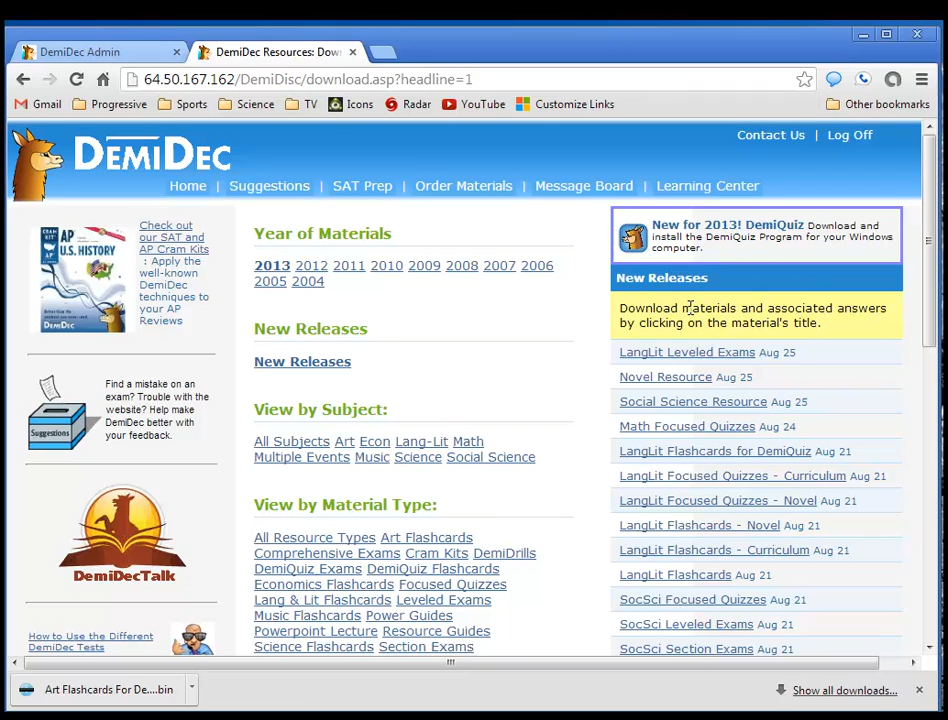 DemiDec Admin
DemiDec Resources: Dow
64.50.167.162/DemiDisc/download.asp?headline=1
Gmail Progressive Sports Science TV Icons Radar YouTube Customize Links Other bookmarks
DEMIDEC
Contact Us | Log Off
Home | Suggestions | SAT Prep | Order Materials | Message Board | Learning Center
CRAM KIT
AP
U.S. HISTORY
DEMIDEC
Check out
our SAT and
AP Cram Kits
: Apply the
well-known
DemiDec
techniques to
your AP
Reviews
Suggestions
Find a mistake on an
exam? Trouble with the
website? Help make
DemiDec better with
your feedback.
DemiDecTalk
How to Use the Different
DemiDec Tests
Year of Materials
2013 2012 2011 2010 2009 2008 2007 2006
2005 2004
New Releases
New Releases
View by Subject:
All Subjects Art Econ Lang-Lit Math
Multiple Events Music Science Social Science
View by Material Type:
All Resource Types Art Flashcards
Comprehensive Exams Cram Kits DemiDrills
DemiQuiz Exams DemiQuiz Flashcards
Economics Flashcards Focused Quizzes
Lang & Lit Flashcards Leveled Exams
Music Flashcards Power Guides
Powerpoint Lecture Resource Guides
Science Flashcards Section Exams
New for 2013! DemiQuiz Download and
install the DemiQuiz Program for your Windows
computer.
New Releases
Download materials and associated answers
by clicking on the material's title.
LangLit Leveled Exams Aug 25
Novel Resource Aug 25
Social Science Resource Aug 25
Math Focused Quizzes Aug 24
LangLit Flashcards for DemiQuiz Aug 21
LangLit Focused Quizzes - Curriculum Aug 21
LangLit Focused Quizzes - Novel Aug 21
LangLit Flashcards - Novel Aug 21
LangLit Flashcards - Curriculum Aug 21
LangLit Flashcards Aug 21
SocSci Focused Quizzes Aug 21
SocSci Leveled Exams Aug 21
SocSci Section Exams Aug 21
Art Flashcards For De....bin
Show all downloads...